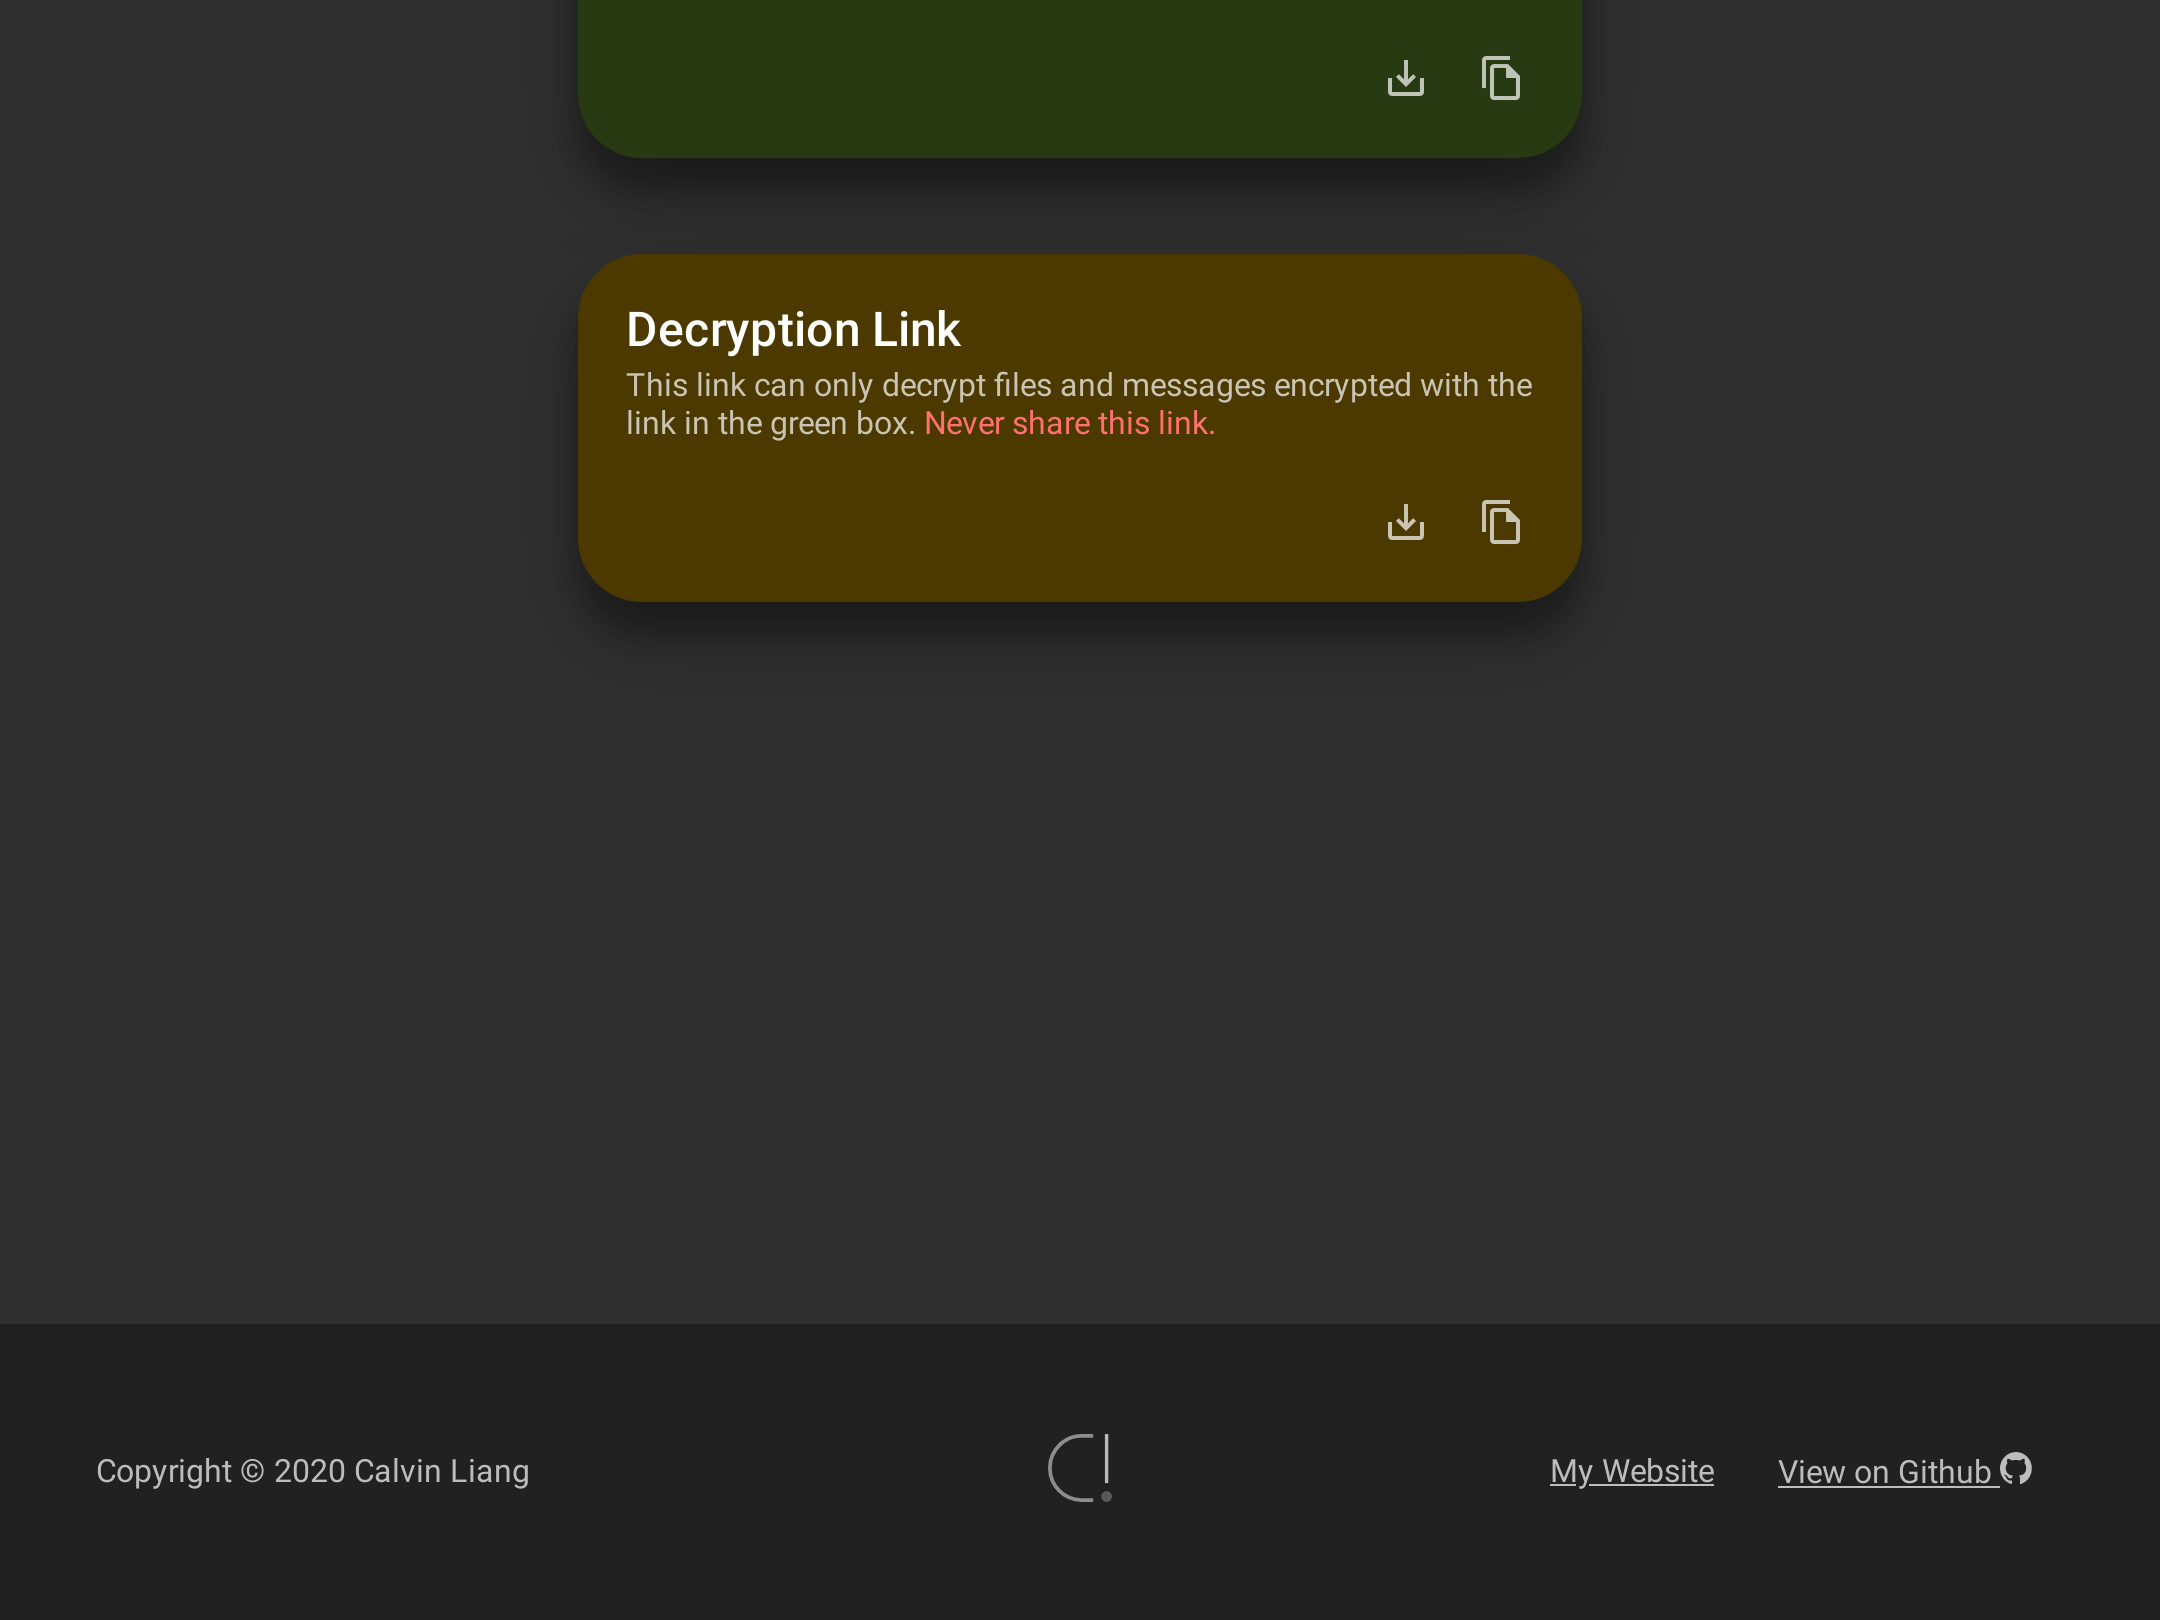 Decryption Link
This link can only decrypt files and messages encrypted with the
link in the green box. Never share this link.
Copyright © 2020 Calvin Liang
My Website
View on Github